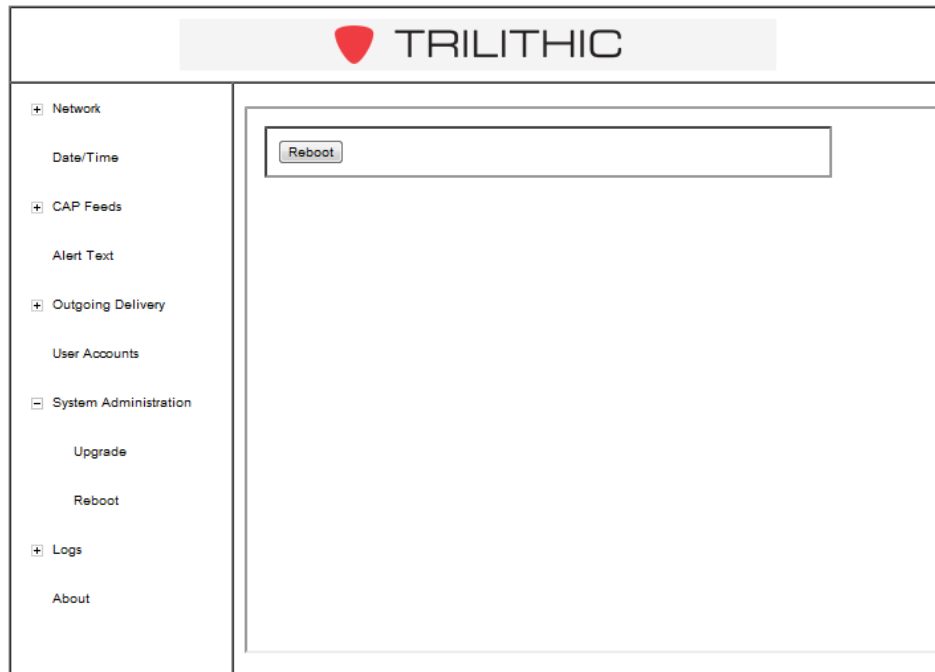 TRILITHIC
Network
Date/Time
CAP Feeds
Alert Text
Outgoing Delivery
User Accounts
System Administration
Upgrade
Reboot
Logs
About
Reboot